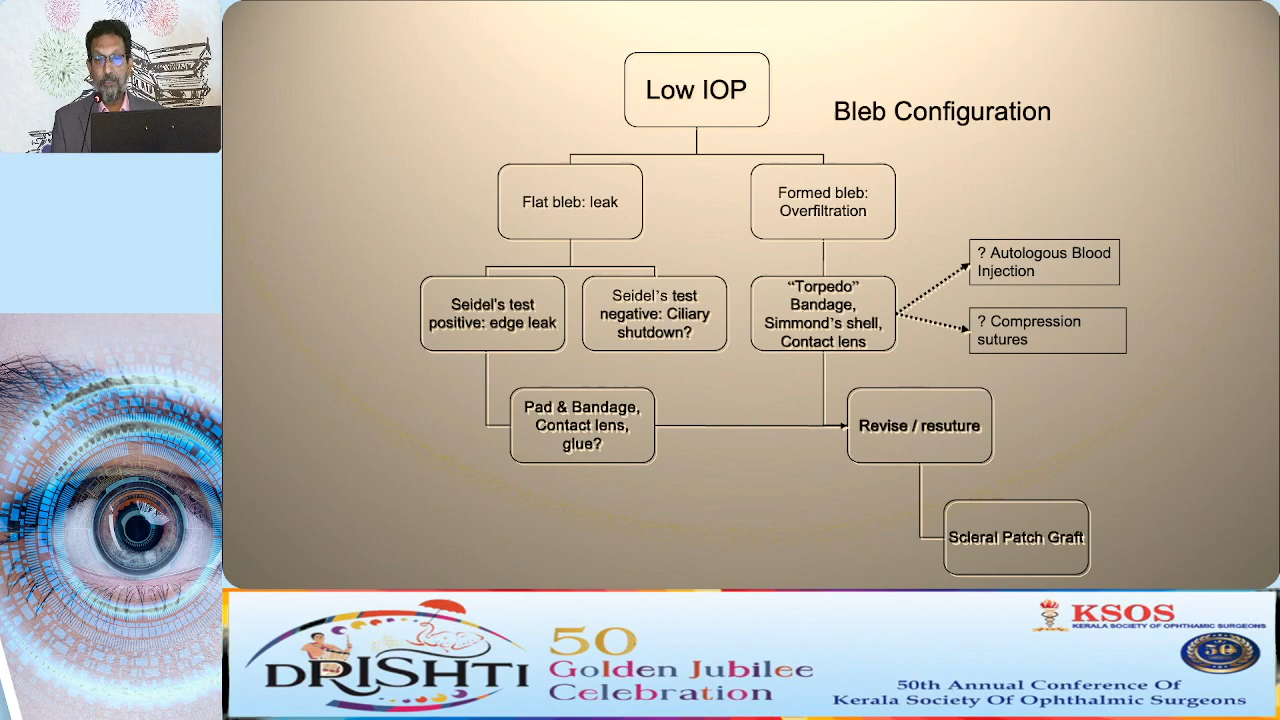 Low IOP
Bleb Configuration
Flat bleb: leak
Formed bleb:
Overfiltration
? Autologous Blood
Injection
Seidel's test
positive: edge leak
Seidel's test
negative: Ciliary
shutdown?
“Torpedo”
Bandage,
Simmond's shell,
Contact lens
? Compression
sutures
Pad & Bandage,
Contact lens,
glue?
Revise / resuture
Scleral Patch Graft
DRISHTI
50
Golden Jubilee
Celebration
KSOS
KERALA SOCIETY OF OPHTHAMIC SURGEONS
50
50th Annual Conference Of
Kerala Society Of Ophthalmic Surgeons